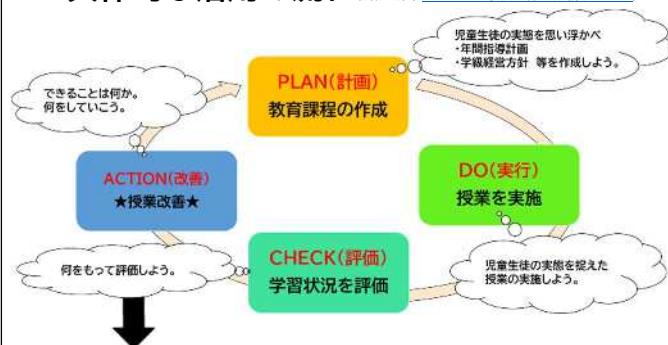 児童生徒の実態を思い浮かべ
・年間指導計画
・学級経営方針 等を作成しよう。
PLAN(計画)
教育課程の作成
できることは何か。
何をしていこう。
ACTION(改善)
★授業改善★
DO(実行)
授業を実施
CHECK(評価)
学習状況を評価
何をもって評価しよう。
児童生徒の実態を捉えた
授業の実施しよう。